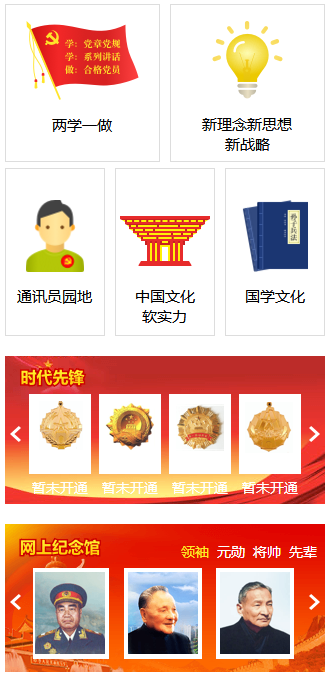 学：党章党规
学：系列讲话
做：合格党员
两学一做
新理念新思想
新战略
通讯员园地
中国文化
软实力
孙子兵法
国学文化
时代先锋
暂未开通 暂未开通 暂未开通 暂未开通
网上纪念馆
领袖 元勋 将帅 先辈